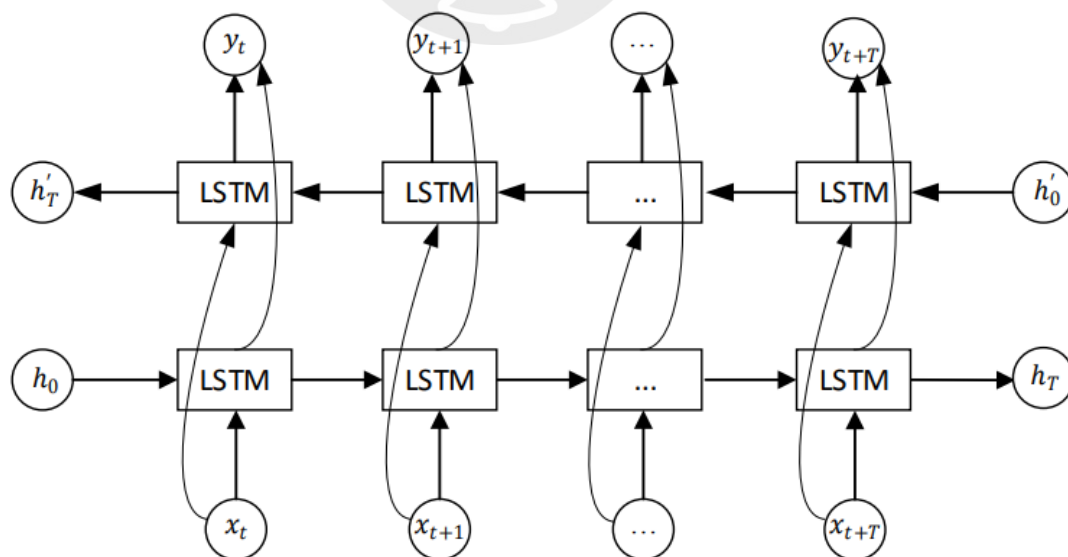 y_t y_{t+1} ... y_{t+T}
h'_T LSTM LSTM ... LSTM h'_0
h_0 LSTM LSTM ... LSTM h_T
x_t x_{t+1} ... x_{t+T}